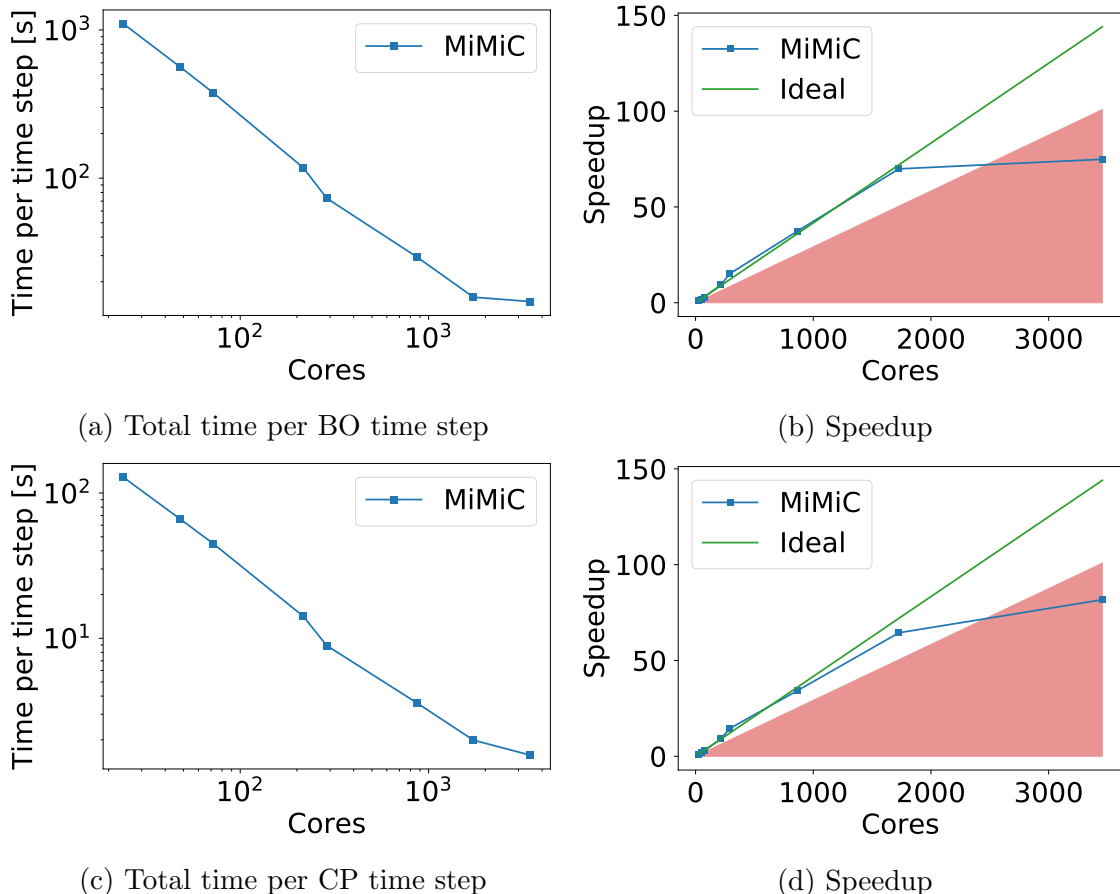 Time per time step [s]
10³
10²
MiMiC
10² 10³
Cores
(a) Total time per BO time step
Speedup
150
100
50
0
MiMiC
Ideal
0 1000 2000 3000
Cores
(b) Speedup
Time per time step [s]
10²
10¹
MiMiC
10² 10³
Cores
(c) Total time per CP time step
Speedup
150
100
50
0
MiMiC
Ideal
0 1000 2000 3000
Cores
(d) Speedup